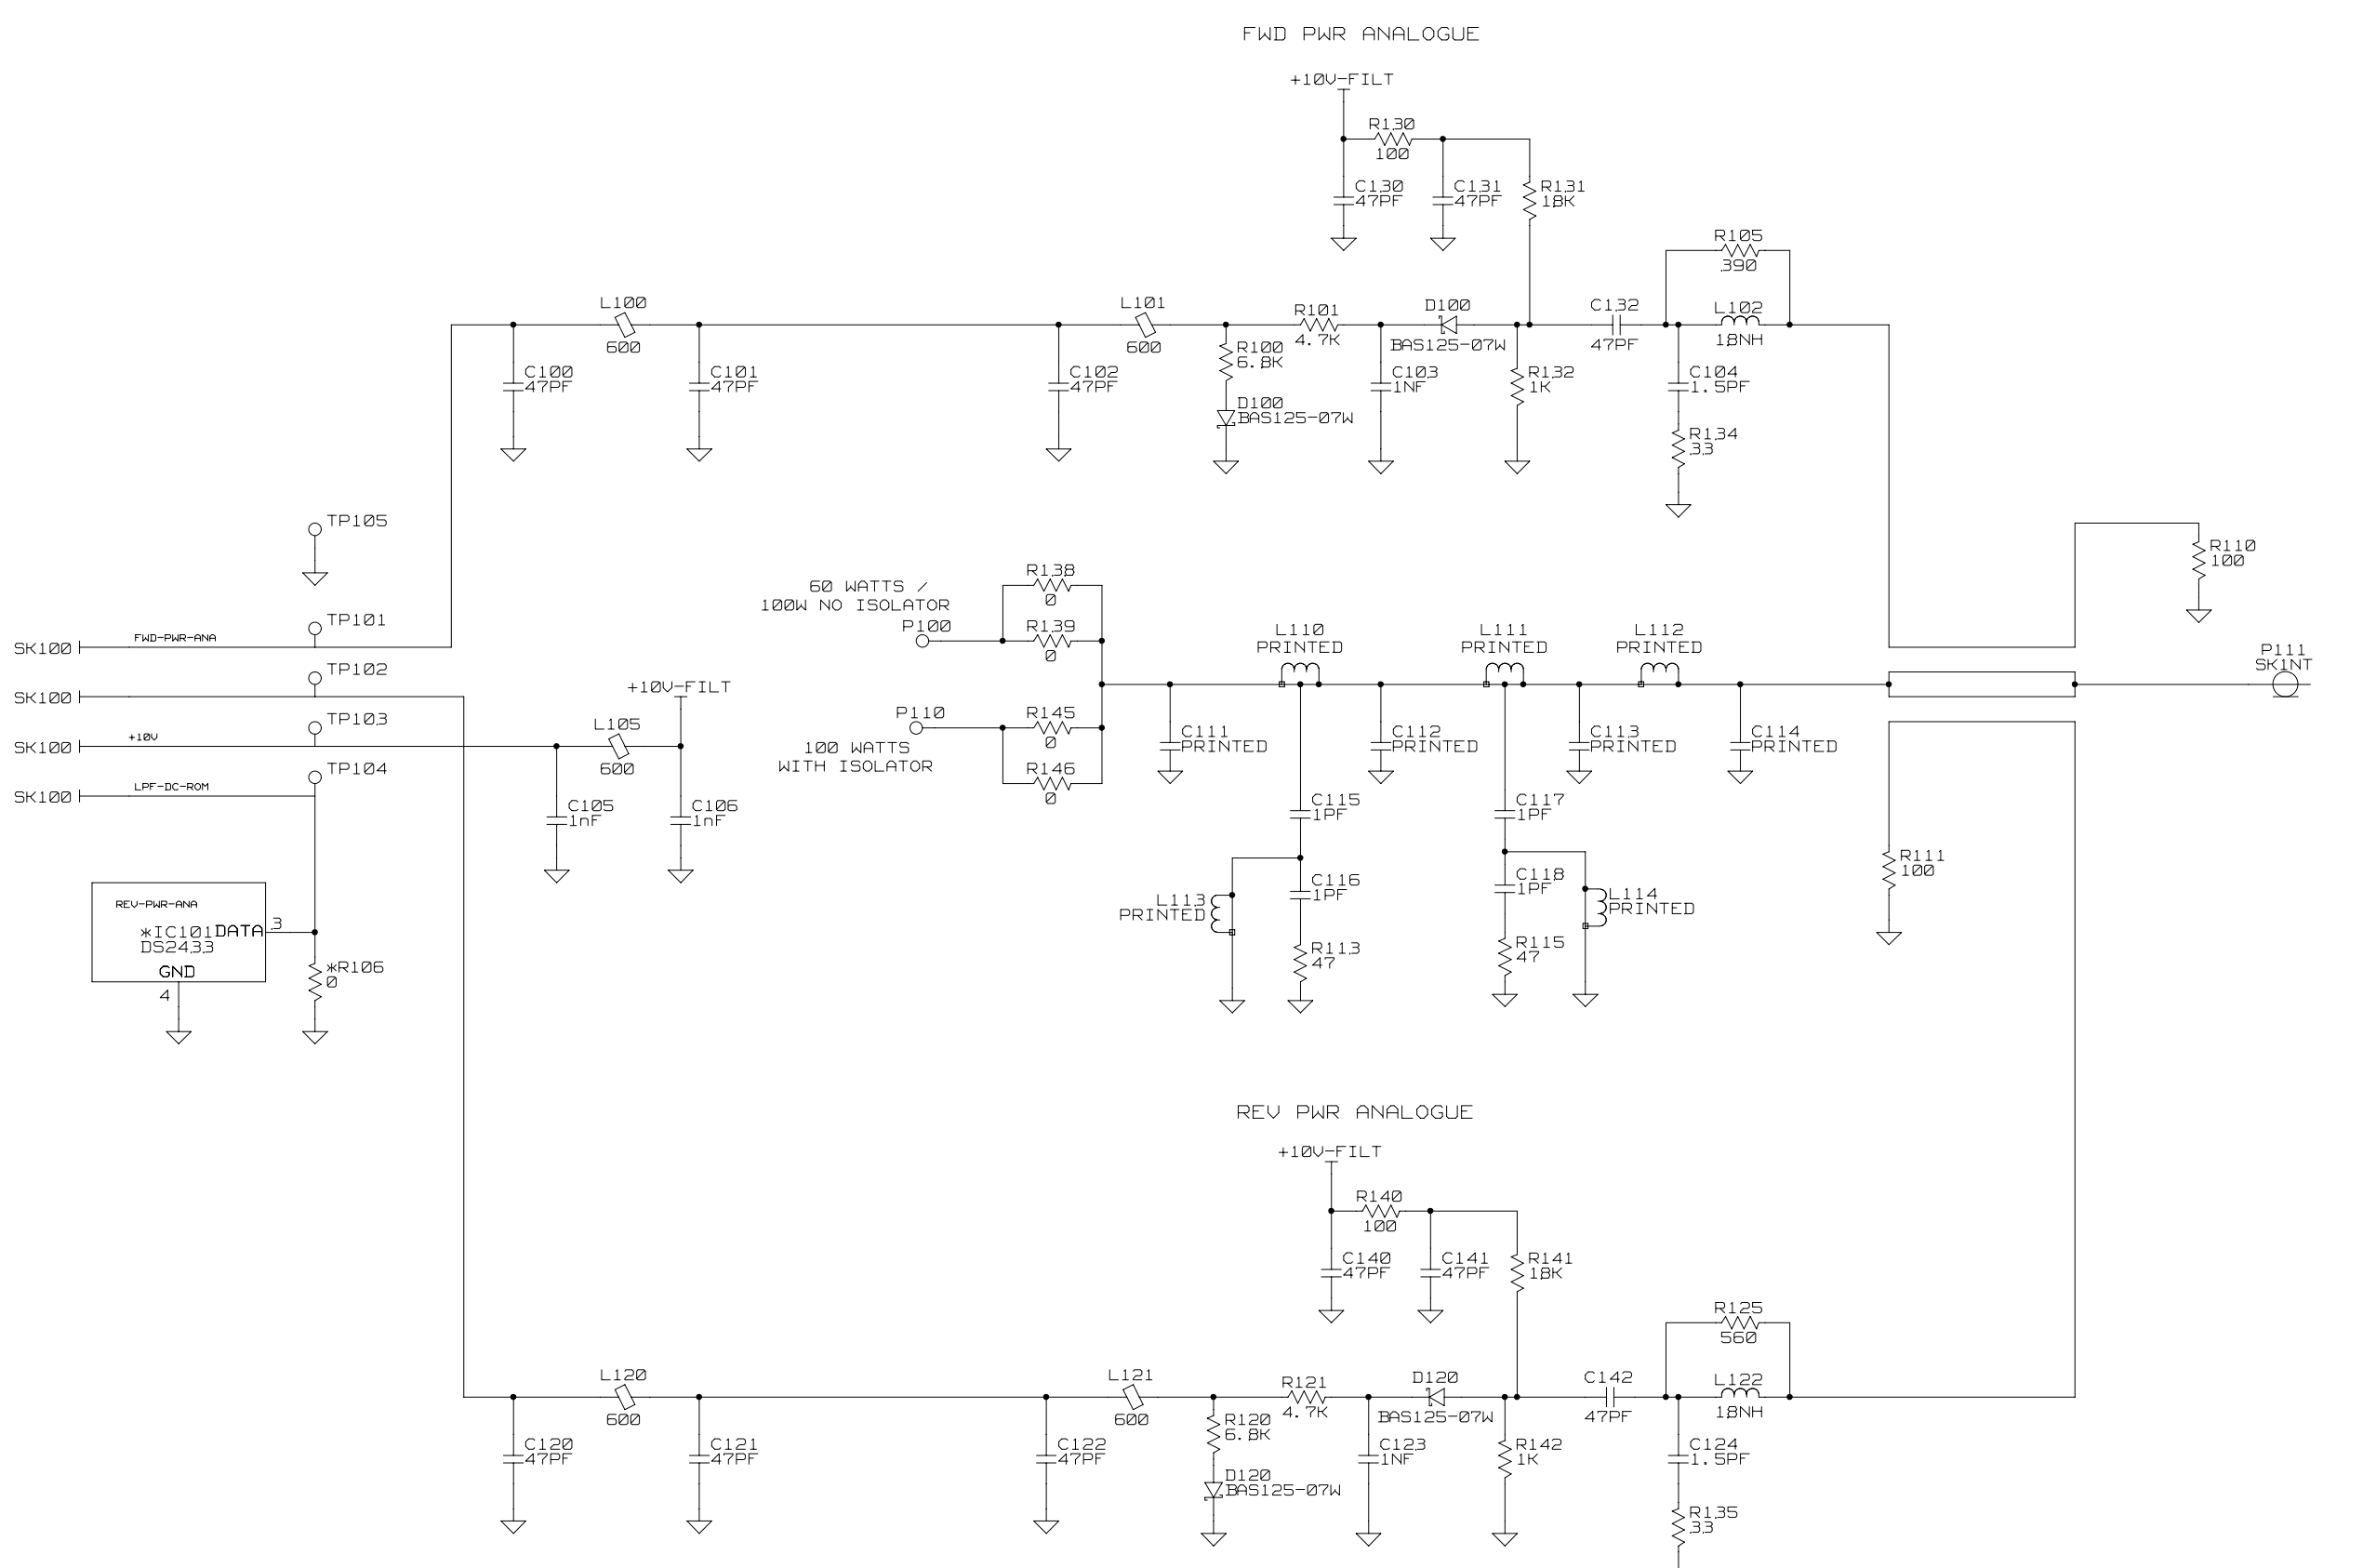 FWD PWR ANALOGUE
+10V-FILT
R130
100
C130
47PF
C131
47PF
R131
18K
R105
390
L100
600
L101
600
R101
4.7K
D100
BAS125-07W
C132
47PF
L102
18NH
C100
47PF
C101
47PF
C102
47PF
R100
6.8K
D100
BAS125-07W
C103
1NF
R132
1K
C104
1.5PF
R134
33
TP105
R110
100
60 WATTS /
100W NO ISOLATOR
P100
R138
0
R139
0
SK100
FWD-PWR-ANA
TP101
L110
PRINTED
L111
PRINTED
L112
PRINTED
P111
SK1NT
SK100
TP102
+10V-FILT
SK100
+10V
TP103
L105
600
P110
100 WATTS
WITH ISOLATOR
R145
0
R146
0
C111
PRINTED
C112
PRINTED
C113
PRINTED
C114
PRINTED
SK100
LPF-DC-ROM
TP104
C105
1nF
C106
1nF
C115
1PF
C117
1PF
R111
100
REV-PWR-ANA
*IC101
DS2433
DATA
3
GND
4
*R106
0
L113
PRINTED
C116
1PF
C118
1PF
L114
PRINTED
R113
47
R115
47
REV PWR ANALOGUE
+10V-FILT
R140
100
C140
47PF
C141
47PF
R141
18K
R125
560
L120
600
L121
600
R121
4.7K
D120
BAS125-07W
C142
47PF
L122
18NH
C120
47PF
C121
47PF
C122
47PF
R120
6.8K
D120
BAS125-07W
C123
1NF
R142
1K
C124
1.5PF
R135
33